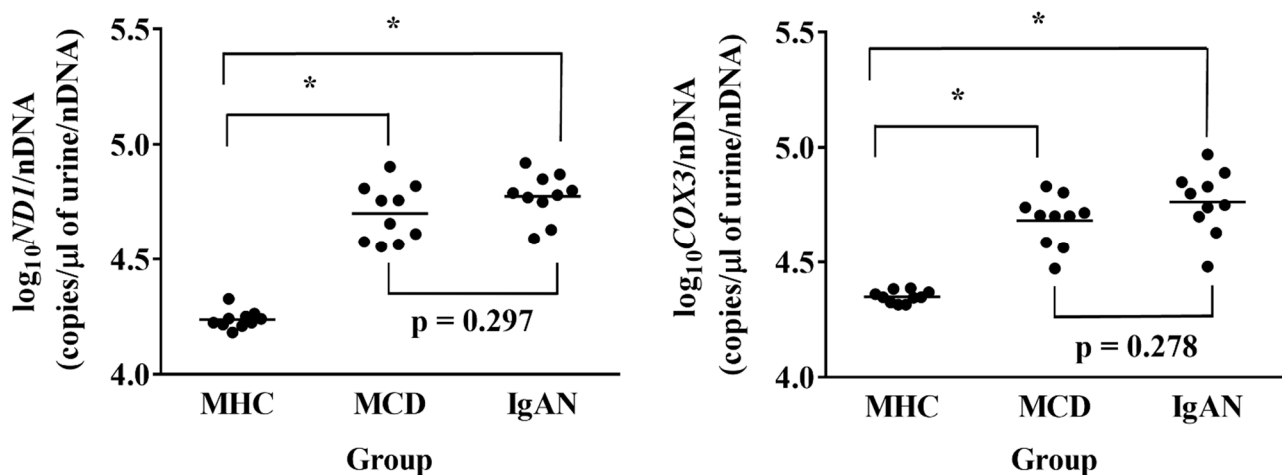 log10ND1/nDNA
(copies/μl of urine/nDNA)
5.5
5.0
4.5
4.0
*
*
p = 0.297
MHC MCD IgAN
Group
log10COX3/nDNA
(copies/μl of urine/nDNA)
5.5
5.0
4.5
4.0
*
*
p = 0.278
MHC MCD IgAN
Group